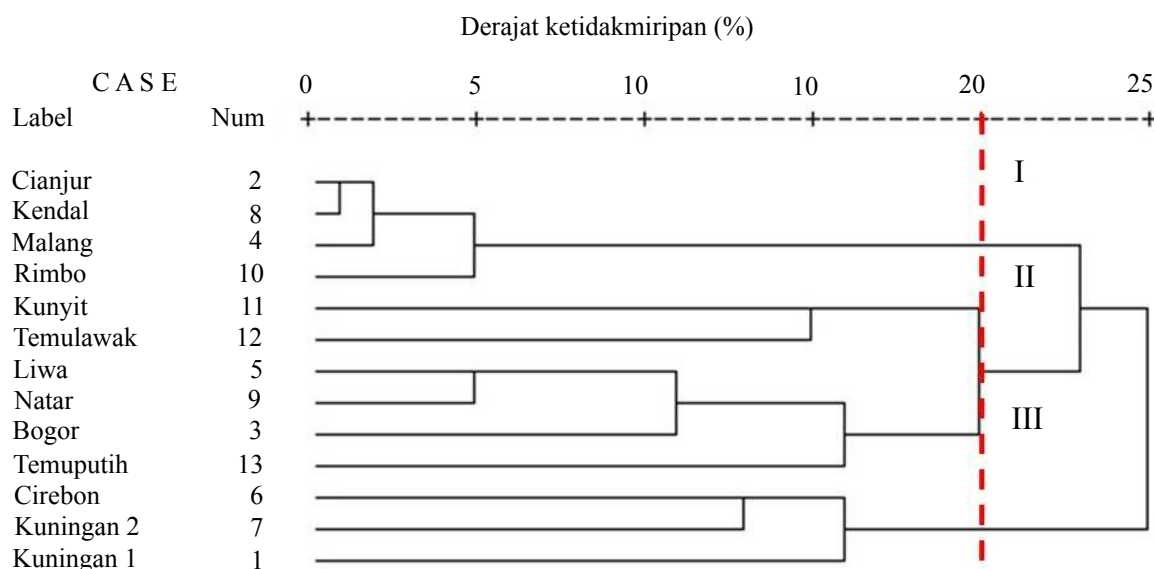 Derajat ketidakmiripan (%)
C A S E 0 5 10 10 20 25
Label Num
Cianjur 2
Kendal 8
Malang 4
Rimbo 10
Kunyit 11
Temulawak 12
Liwa 5
Natar 9
Bogor 3
Temuputih 13
Cirebon 6
Kuningan 2 7
Kuningan 1 1
I
II
III